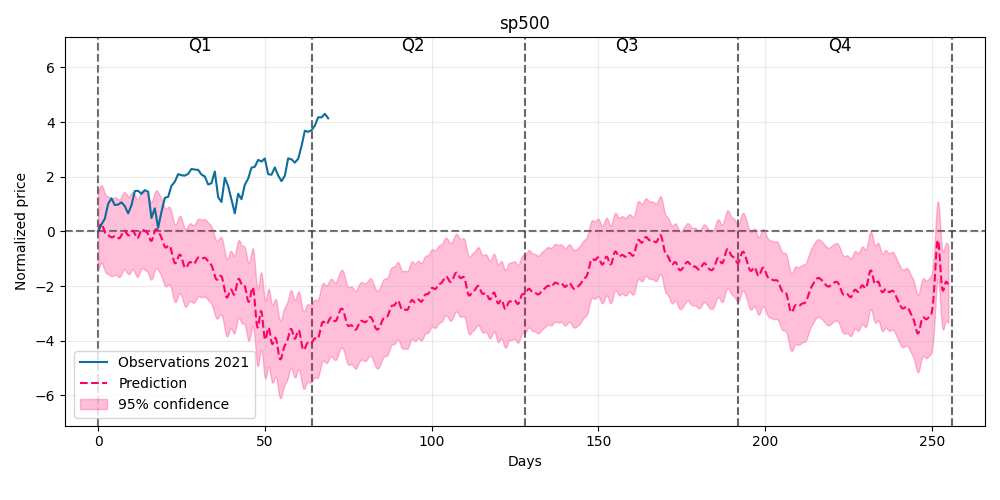 sp500
Q1 Q2 Q3 Q4
Normalized price
6
4
2
0
−2
−4
−6
Observations 2021
Prediction
95% confidence
0 50 100 150 200 250
Days